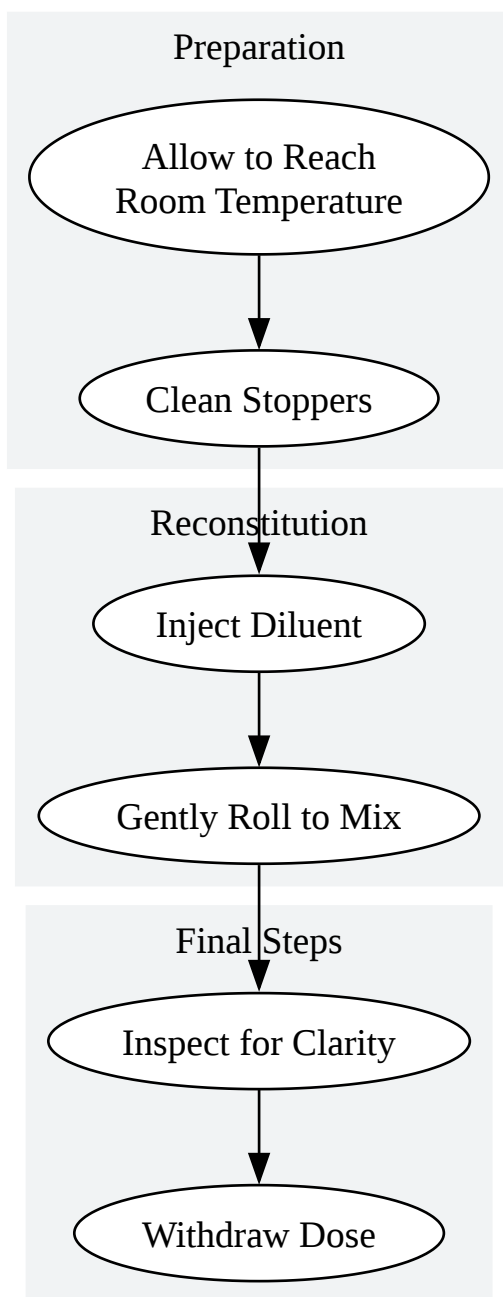 Preparation
Allow to Reach
Room Temperature
Clean Stoppers
Reconstitution
Inject Diluent
Gently Roll to Mix
Final Steps
Inspect for Clarity
Withdraw Dose